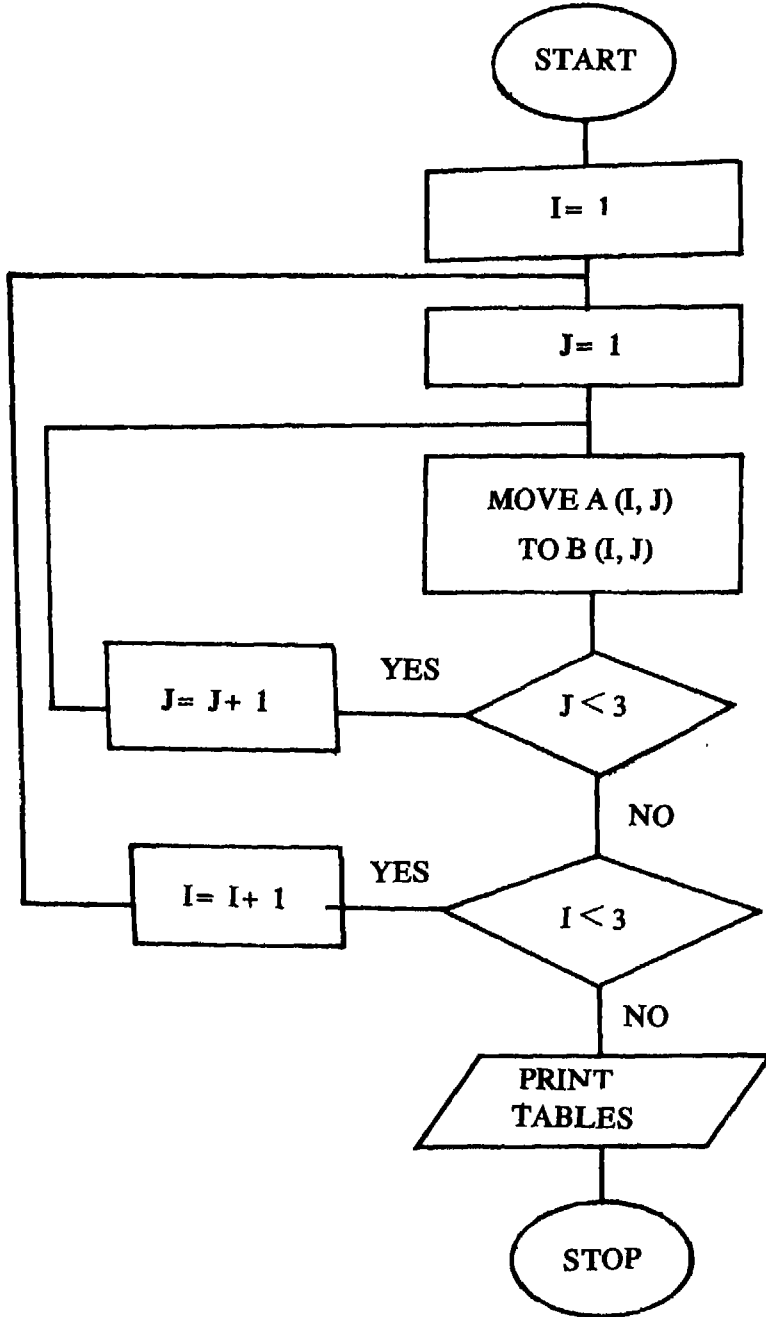 START
I= 1
J= 1
MOVE A (I, J)
TO B (I, J)
YES
J= J+ 1
J < 3
NO
YES
I= I+ 1
I < 3
NO
PRINT
TABLES
STOP